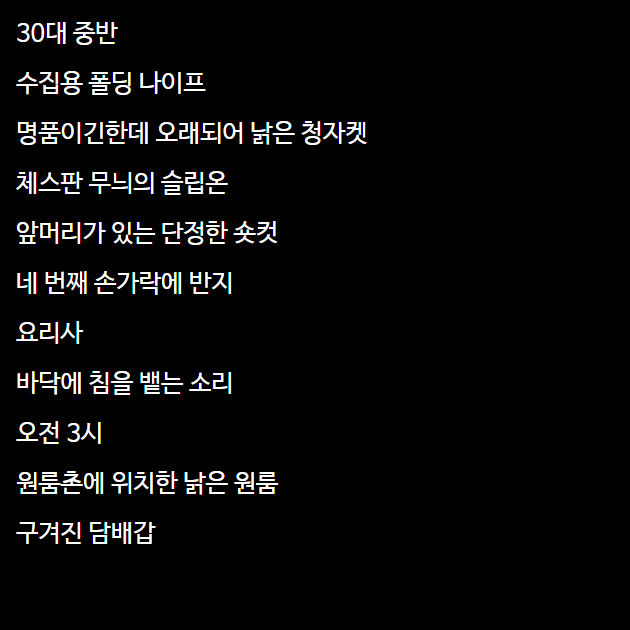 30대 중반
수집용 폴딩 나이프
명품이긴한데 오래되어 낡은 청자켓
체스판 무늬의 슬립온
앞머리가 있는 단정한 숏컷
네 번째 손가락에 반지
요리사
바닥에 침을 뱉는 소리
오전 3시
원룸촌에 위치한 낡은 원룸
구겨진 담배갑